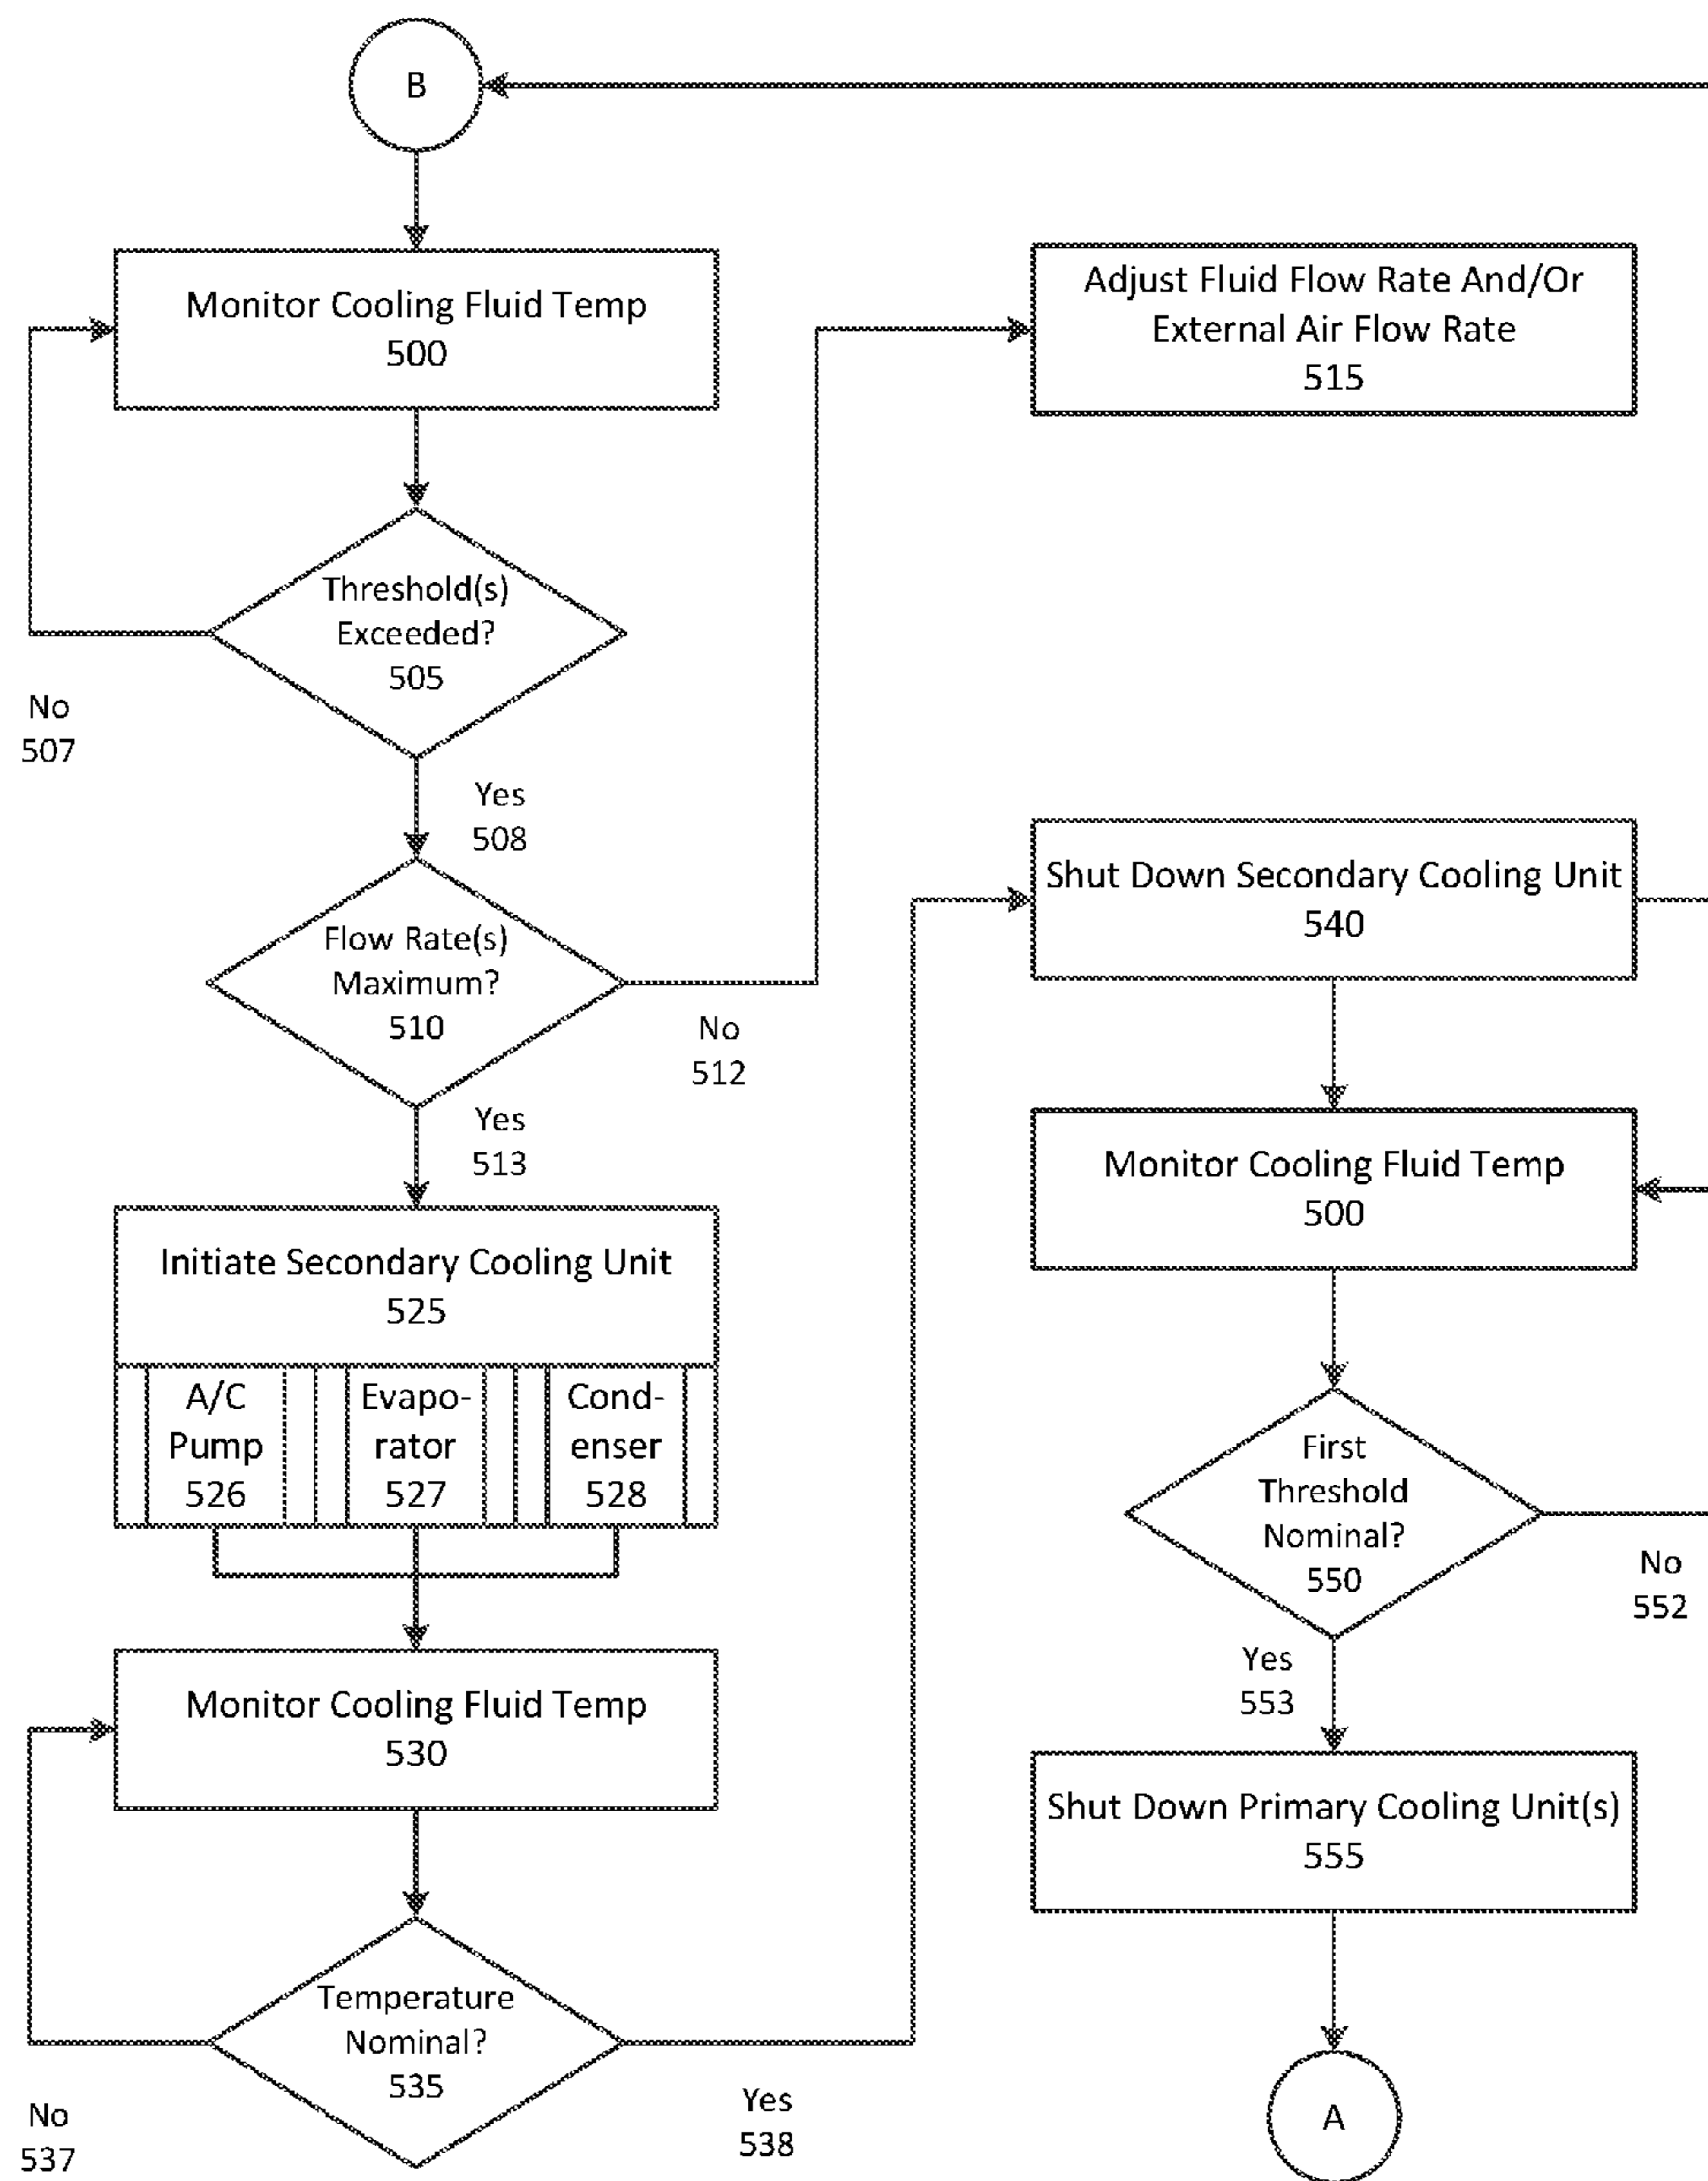 B
Monitor Cooling Fluid Temp
500
Threshold(s)
Exceeded?
505
No
507
Yes
508
Flow Rate(s)
Maximum?
510
No
512
Yes
513
Initiate Secondary Cooling Unit
525
A/C
Pump
526
Evapo-
rator
527
Cond-
enser
528
Monitor Cooling Fluid Temp
530
Temperature
Nominal?
535
No
537
Yes
538
Adjust Fluid Flow Rate And/Or
External Air Flow Rate
515
Shut Down Secondary Cooling Unit
540
Monitor Cooling Fluid Temp
500
First
Threshold
Nominal?
550
No
552
Yes
553
Shut Down Primary Cooling Unit(s)
555
A